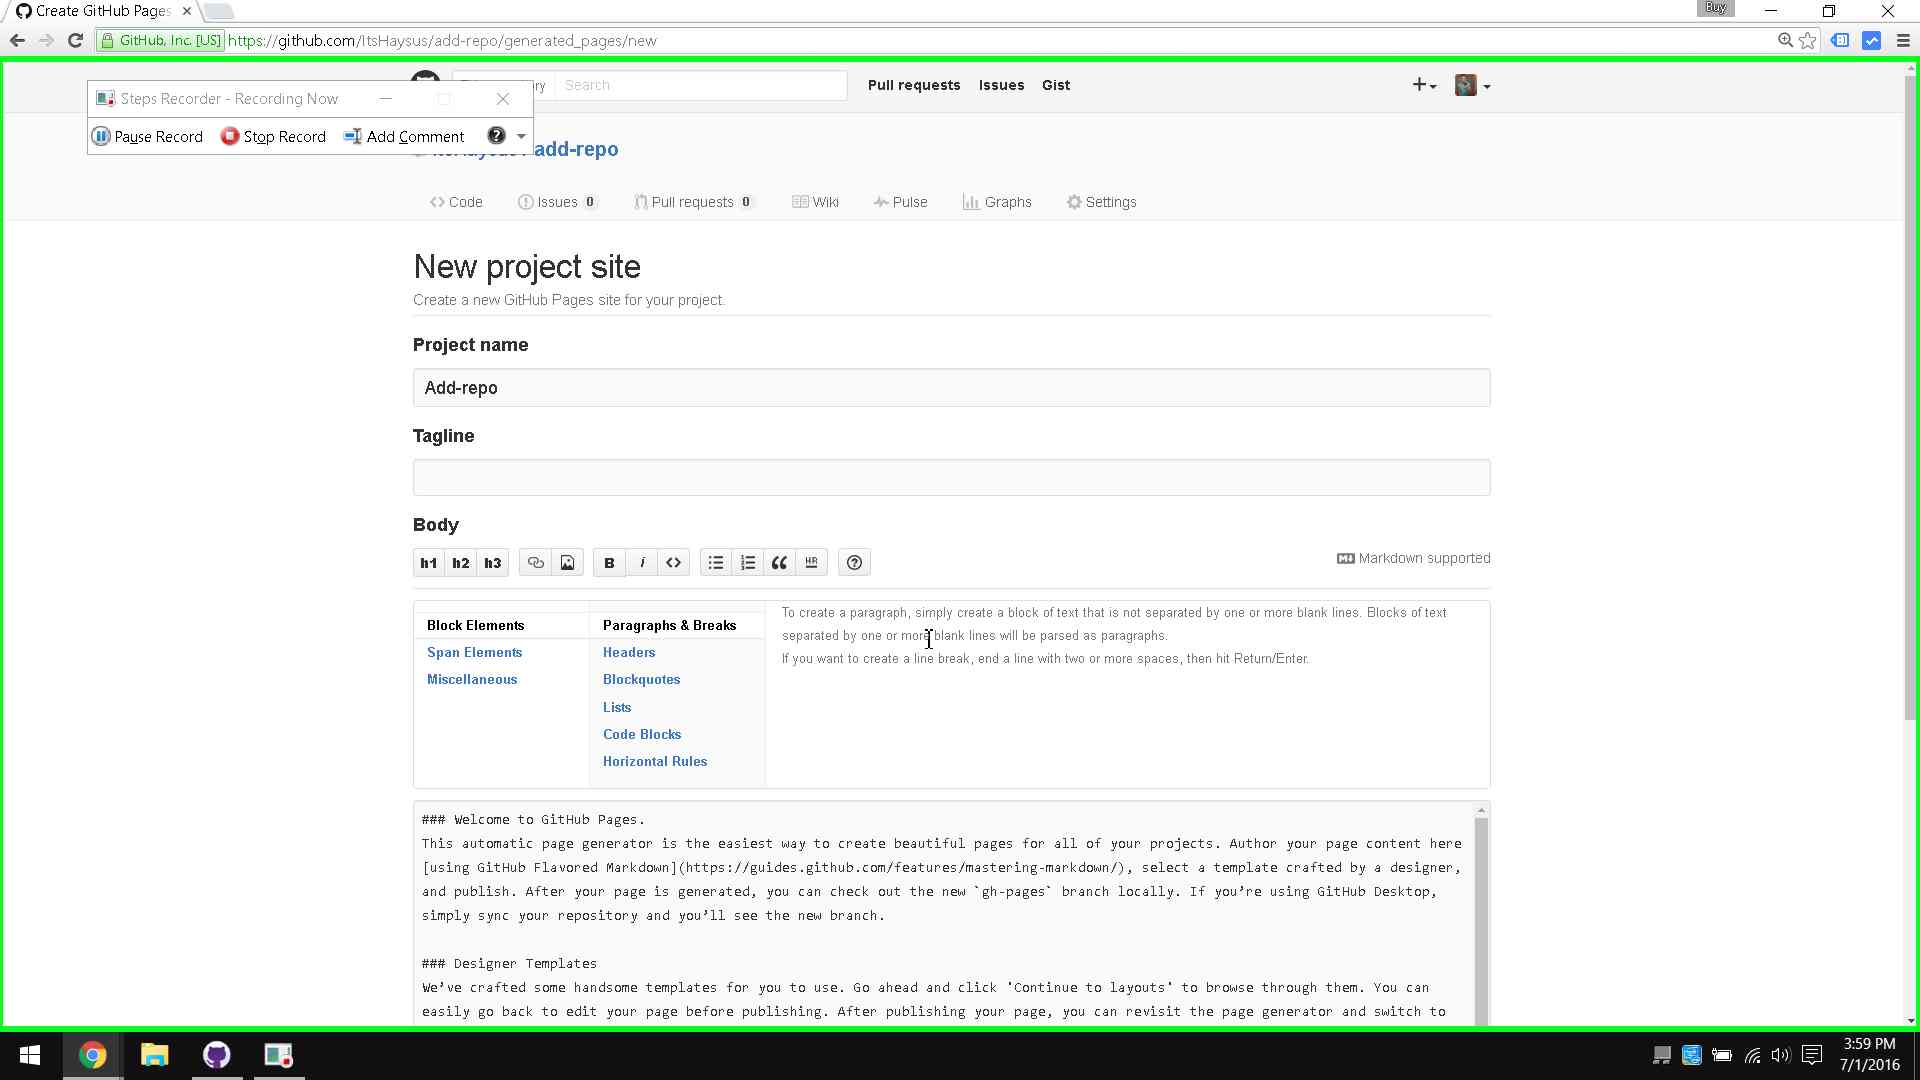 Create GitHub Pages
Buy
GitHub, Inc. [US] https://github.com/ItsHaysus/add-repo/generated_pages/new
Search
Pull requests
Issues
Gist
Steps Recorder - Recording Now
Pause Record
Stop Record
Add Comment
add-repo
Code
Issues 0
Pull requests 0
Wiki
Pulse
Graphs
Settings
New project site
Create a new GitHub Pages site for your project.
Project name
Add-repo
Tagline
Body
h1 h2 h3
B i <>
HR
Markdown supported
Block Elements
Span Elements
Miscellaneous
Paragraphs & Breaks
Headers
Blockquotes
Lists
Code Blocks
Horizontal Rules
To create a paragraph, simply create a block of text that is not separated by one or more blank lines. Blocks of text
separated by one or more blank lines will be parsed as paragraphs.
If you want to create a line break, end a line with two or more spaces, then hit Return/Enter.
### Welcome to GitHub Pages.
This automatic page generator is the easiest way to create beautiful pages for all of your projects. Author your page content here
[using GitHub Flavored Markdown](https://guides.github.com/features/mastering-markdown/), select a template crafted by a designer,
and publish. After your page is generated, you can check out the new `gh-pages` branch locally. If you’re using GitHub Desktop,
simply sync your repository and you’ll see the new branch.
### Designer Templates
We’ve crafted some handsome templates for you to use. Go ahead and click 'Continue to layouts' to browse through them. You can
easily go back to edit your page before publishing. After publishing your page, you can revisit the page generator and switch to
3:59 PM
7/1/2016